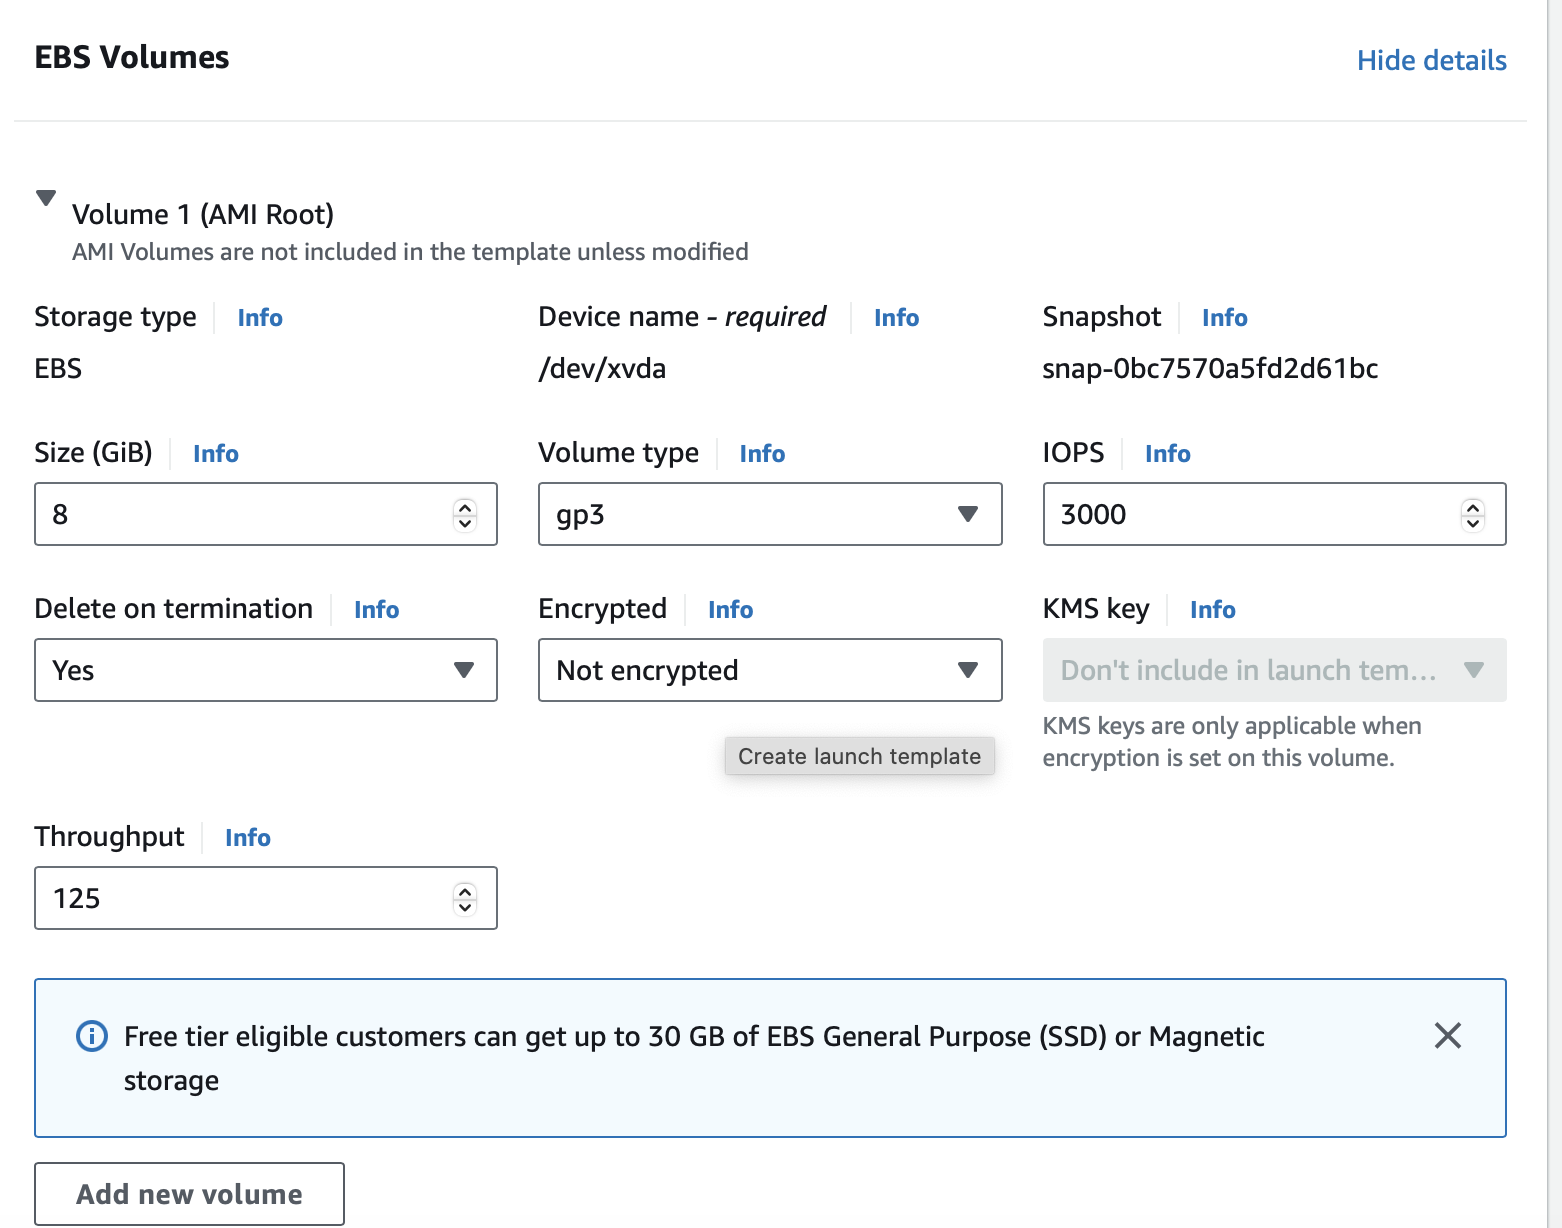 EBS Volumes
Hide details
Volume 1 (AMI Root)
AMI Volumes are not included in the template unless modified
Storage type Info
EBS
Device name - required Info
/dev/xvda
Snapshot Info
snap-0bc7570a5fd2d61bc
Size (GiB) Info
8
Volume type Info
gp3
IOPS Info
3000
Delete on termination Info
Yes
Encrypted Info
Not encrypted
KMS key Info
Don't include in launch tem...
KMS keys are only applicable when
encryption is set on this volume.
Create launch template
Throughput Info
125
Free tier eligible customers can get up to 30 GB of EBS General Purpose (SSD) or Magnetic
storage
Add new volume